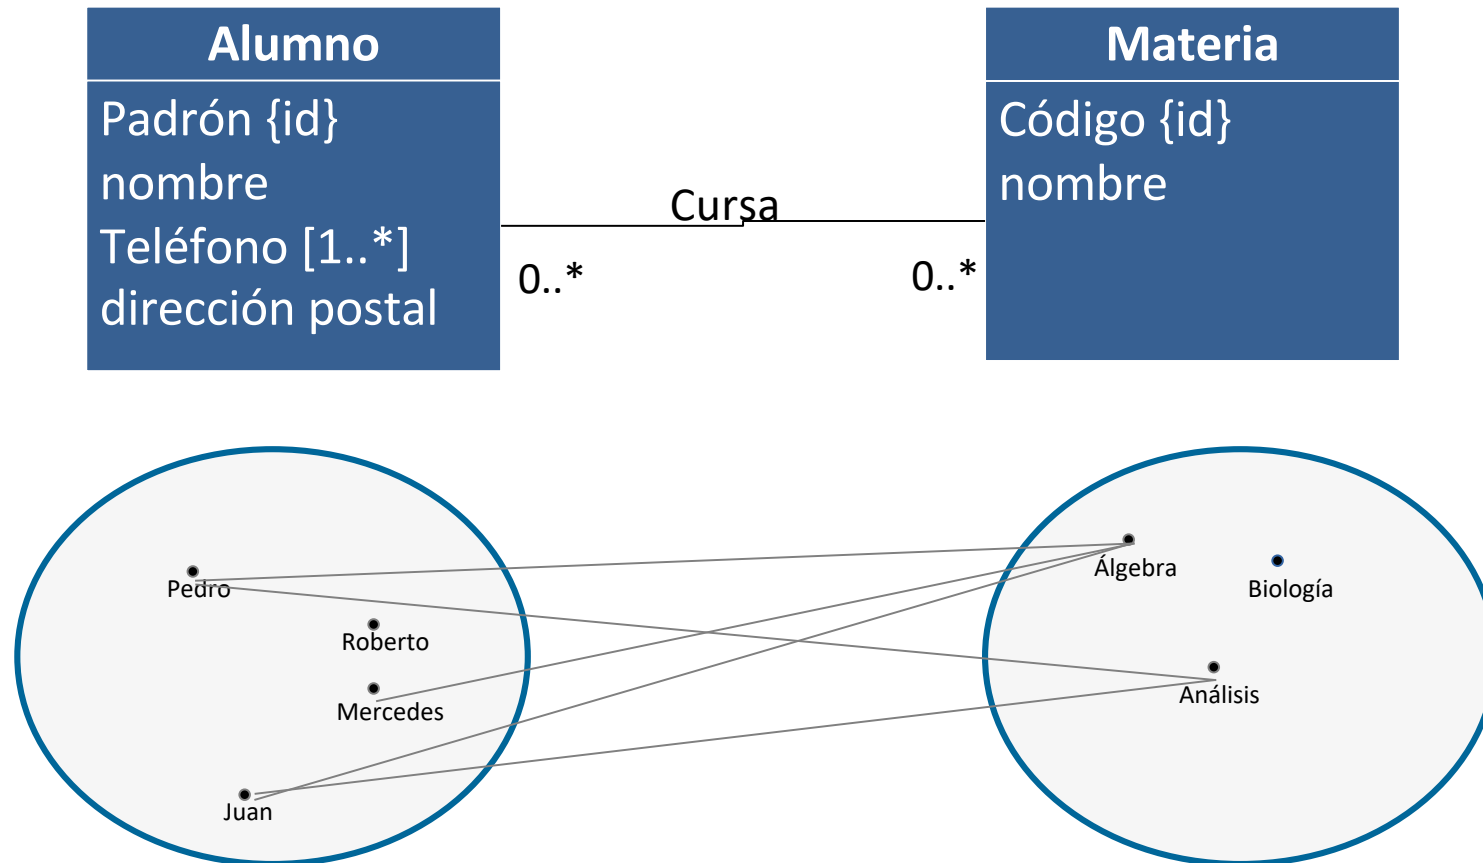 Alumno
Padrón {id}
nombre
Teléfono [1..*]
dirección postal
Cursa
0..*
0..*
Materia
Código {id}
nombre
Pedro
Roberto
Mercedes
Juan
Álgebra
Biología
Análisis